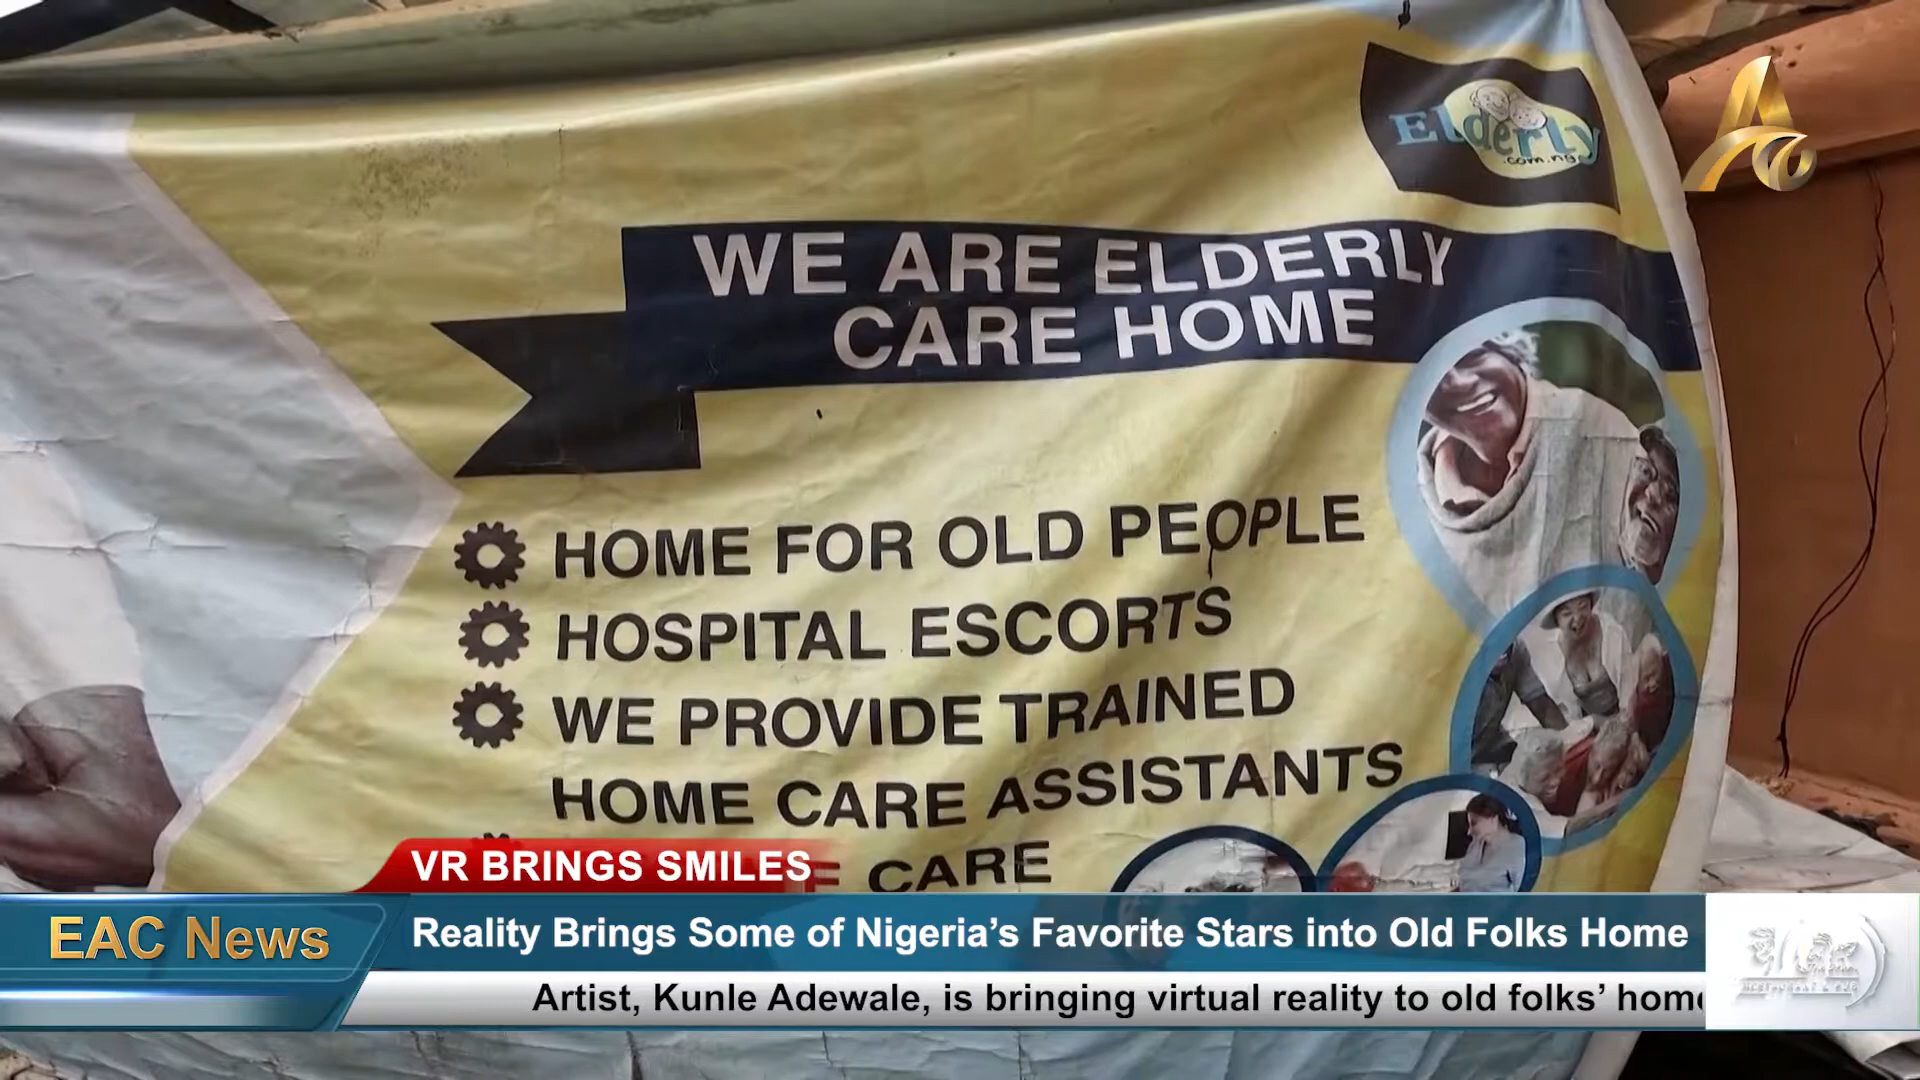 Elderly
.com.ng
WE ARE ELDERLY
CARE HOME
HOME FOR OLD PEOPLE
HOSPITAL ESCORTS
WE PROVIDE TRAINED
HOME CARE ASSISTANTS
CARE
VR BRINGS SMILES
EAC News
Reality Brings Some of Nigeria's Favorite Stars into Old Folks Home
Artist, Kunle Adewale, is bringing virtual reality to old folks' home